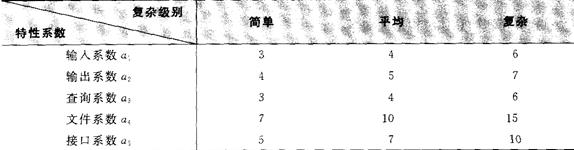 复杂级别
特性系数 简单 平均 复杂
输入系数 a₁ 3 4 6
输出系数 a₂ 4 5 7
查询系数 a₃ 3 4 6
文件系数 a₄ 7 10 15
接口系数 a₅ 5 7 10